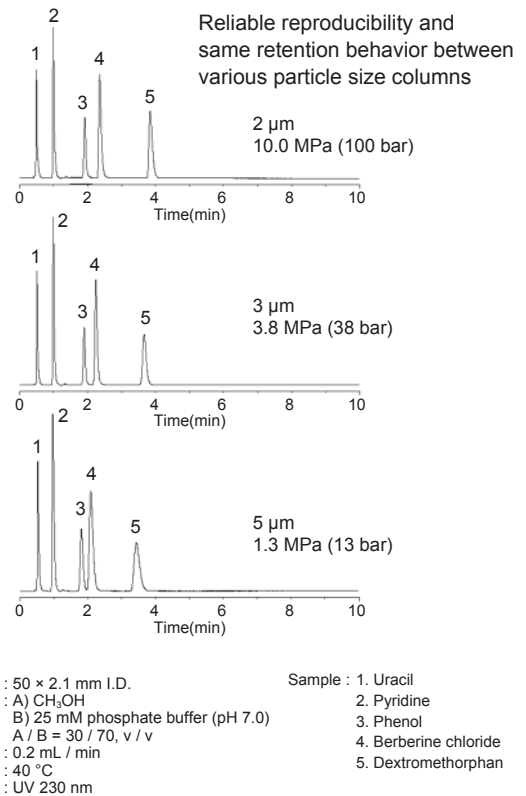 Reliable reproducibility and
same retention behavior between
various particle size columns
1
2
3
4
5
2 µm
10.0 MPa (100 bar)
0 2 4 6 8 10
Time(min)
1
2
3
4
5
3 µm
3.8 MPa (38 bar)
0 2 4 6 8 10
Time(min)
1
2
3
4
5
5 µm
1.3 MPa (13 bar)
0 2 4 6 8 10
Time(min)
: 50 × 2.1 mm I.D.
: A) CH₃OH
B) 25 mM phosphate buffer (pH 7.0)
A / B = 30 / 70, v / v
: 0.2 mL / min
: 40 °C
: UV 230 nm
Sample : 1. Uracil
2. Pyridine
3. Phenol
4. Berberine chloride
5. Dextromethorphan